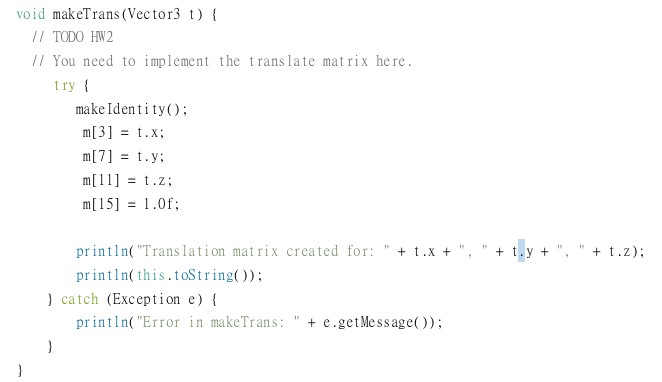 void makeTrans(Vector3 t) {
// TODO HW2
// You need to implement the translate matrix here.
try {
makeIdentity();
m[3] = t.x;
m[7] = t.y;
m[11] = t.z;
m[15] = 1.0f;
println("Translation matrix created for: " + t.x + ", " + t.y + ", " + t.z);
println(this.toString());
} catch (Exception e) {
println("Error in makeTrans: " + e.getMessage());
}
}